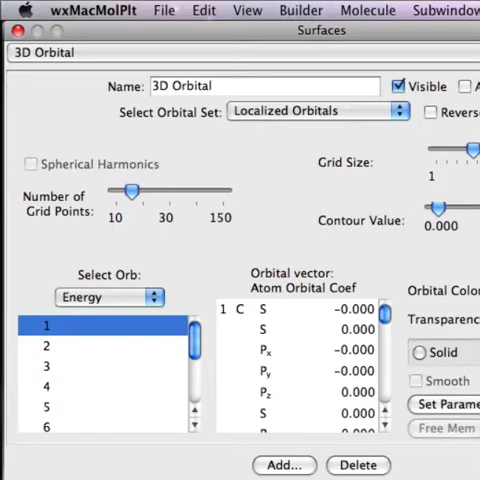 wxMacMolPlt File Edit View Builder Molecule Subwindow
Surfaces
3D Orbital
Name: 3D Orbital Visible
Select Orbital Set: Localized Orbitals Reverse
Spherical Harmonics
Grid Size:
1
Number of
Grid Points:
10 30 150
Contour Value:
0.000
Select Orb:
Energy
1
2
3
4
5
6
Orbital vector:
Atom Orbital Coef
1 C S -0.000
S 0.000
Px -0.000
Py -0.000
Pz 0.000
S 0.000
Orbital Color
Transparency
Solid
Smooth
Set Parame
Free Mem
Add... Delete